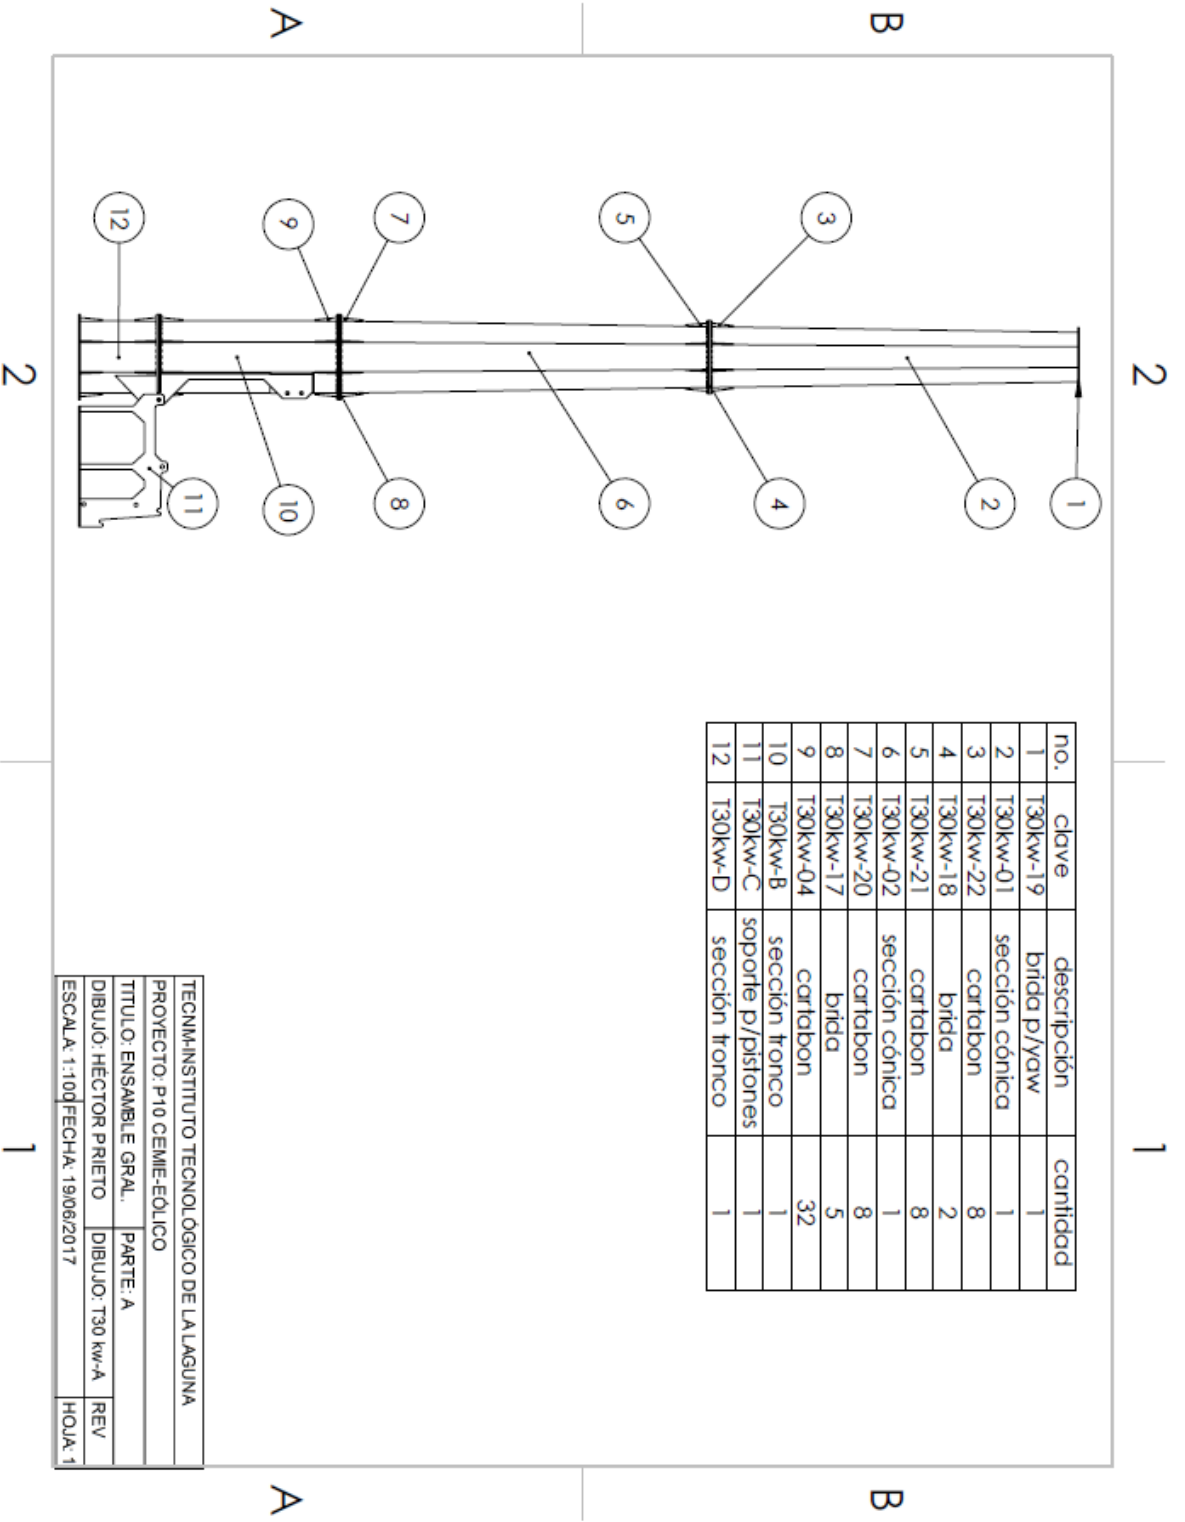 2
1
B
B
A
A
2
1
1
2
3
4
5
6
7
8
9
10
11
12
no. clave descripción cantidad
1 T30kw-19 brida p/yaw 1
2 T30kw-01 sección cónica 1
3 T30kw-22 cartabon 8
4 T30kw-18 brida 2
5 T30kw-21 cartabon 8
6 T30kw-02 sección cónica 1
7 T30kw-20 cartabon 8
8 T30kw-17 brida 5
9 T30kw-04 cartabon 32
10 T30kw-B sección tronco 1
11 T30kw-C soporte p/pistones 1
12 T30kw-D sección tronco 1
TECNM-INSTITUTO TECNOLÓGICO DE LA LAGUNA
PROYECTO: P10 CEMIE-EÓLICO
TITULO: ENSAMBLE GRAL. PARTE: A
DIBUJÓ: HÉCTOR PRIETO DIBUJO: T30 kw-A REV
ESCALA: 1:100 FECHA: 19/06/2017 HOJA: 1